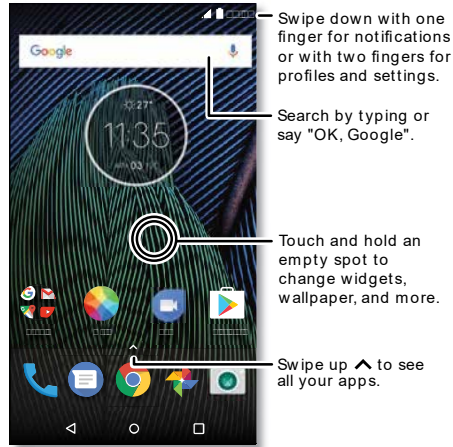 Swipe down with one
finger for notifications
or with two fingers for
profiles and settings.
Google
Search by typing or
say "OK, Google".
27°
11:35
03
Touch and hold an
empty spot to
change widgets,
wallpaper, and more.
Swipe up ^ to see
all your apps.